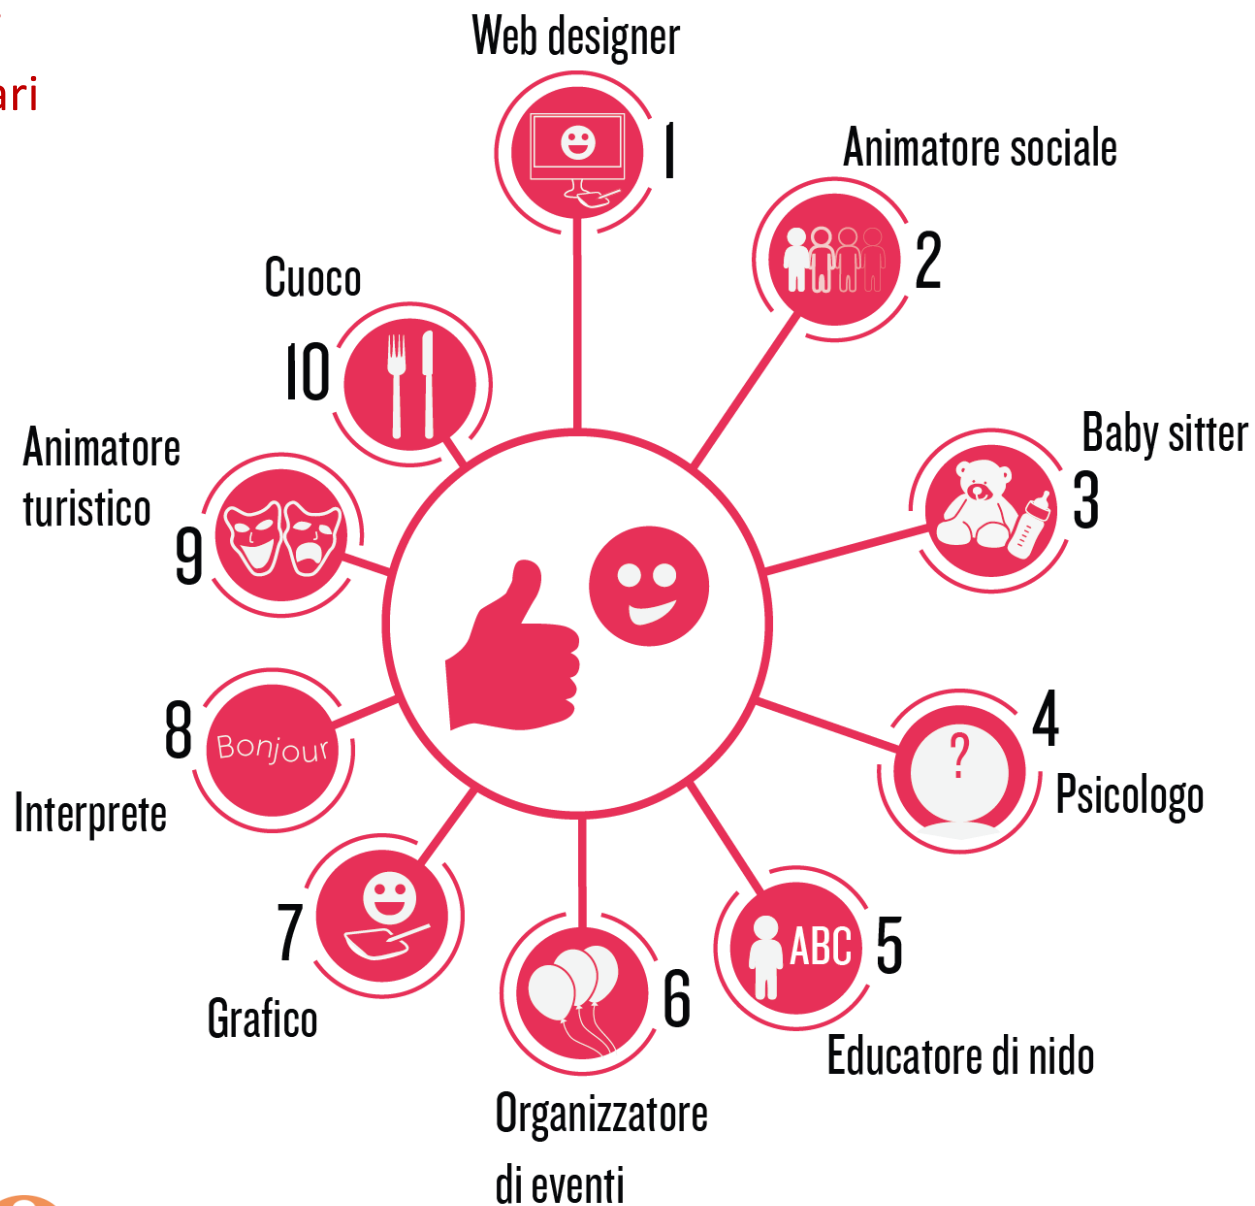 ari
Web designer
1
Animatore sociale
2
Baby sitter
3
4
Psicologo
ABC
5
Educatore di nido
6
Organizzatore
di eventi
7
Grafico
8
Bonjour
Interprete
Animatore
turistico
9
Cuoco
10